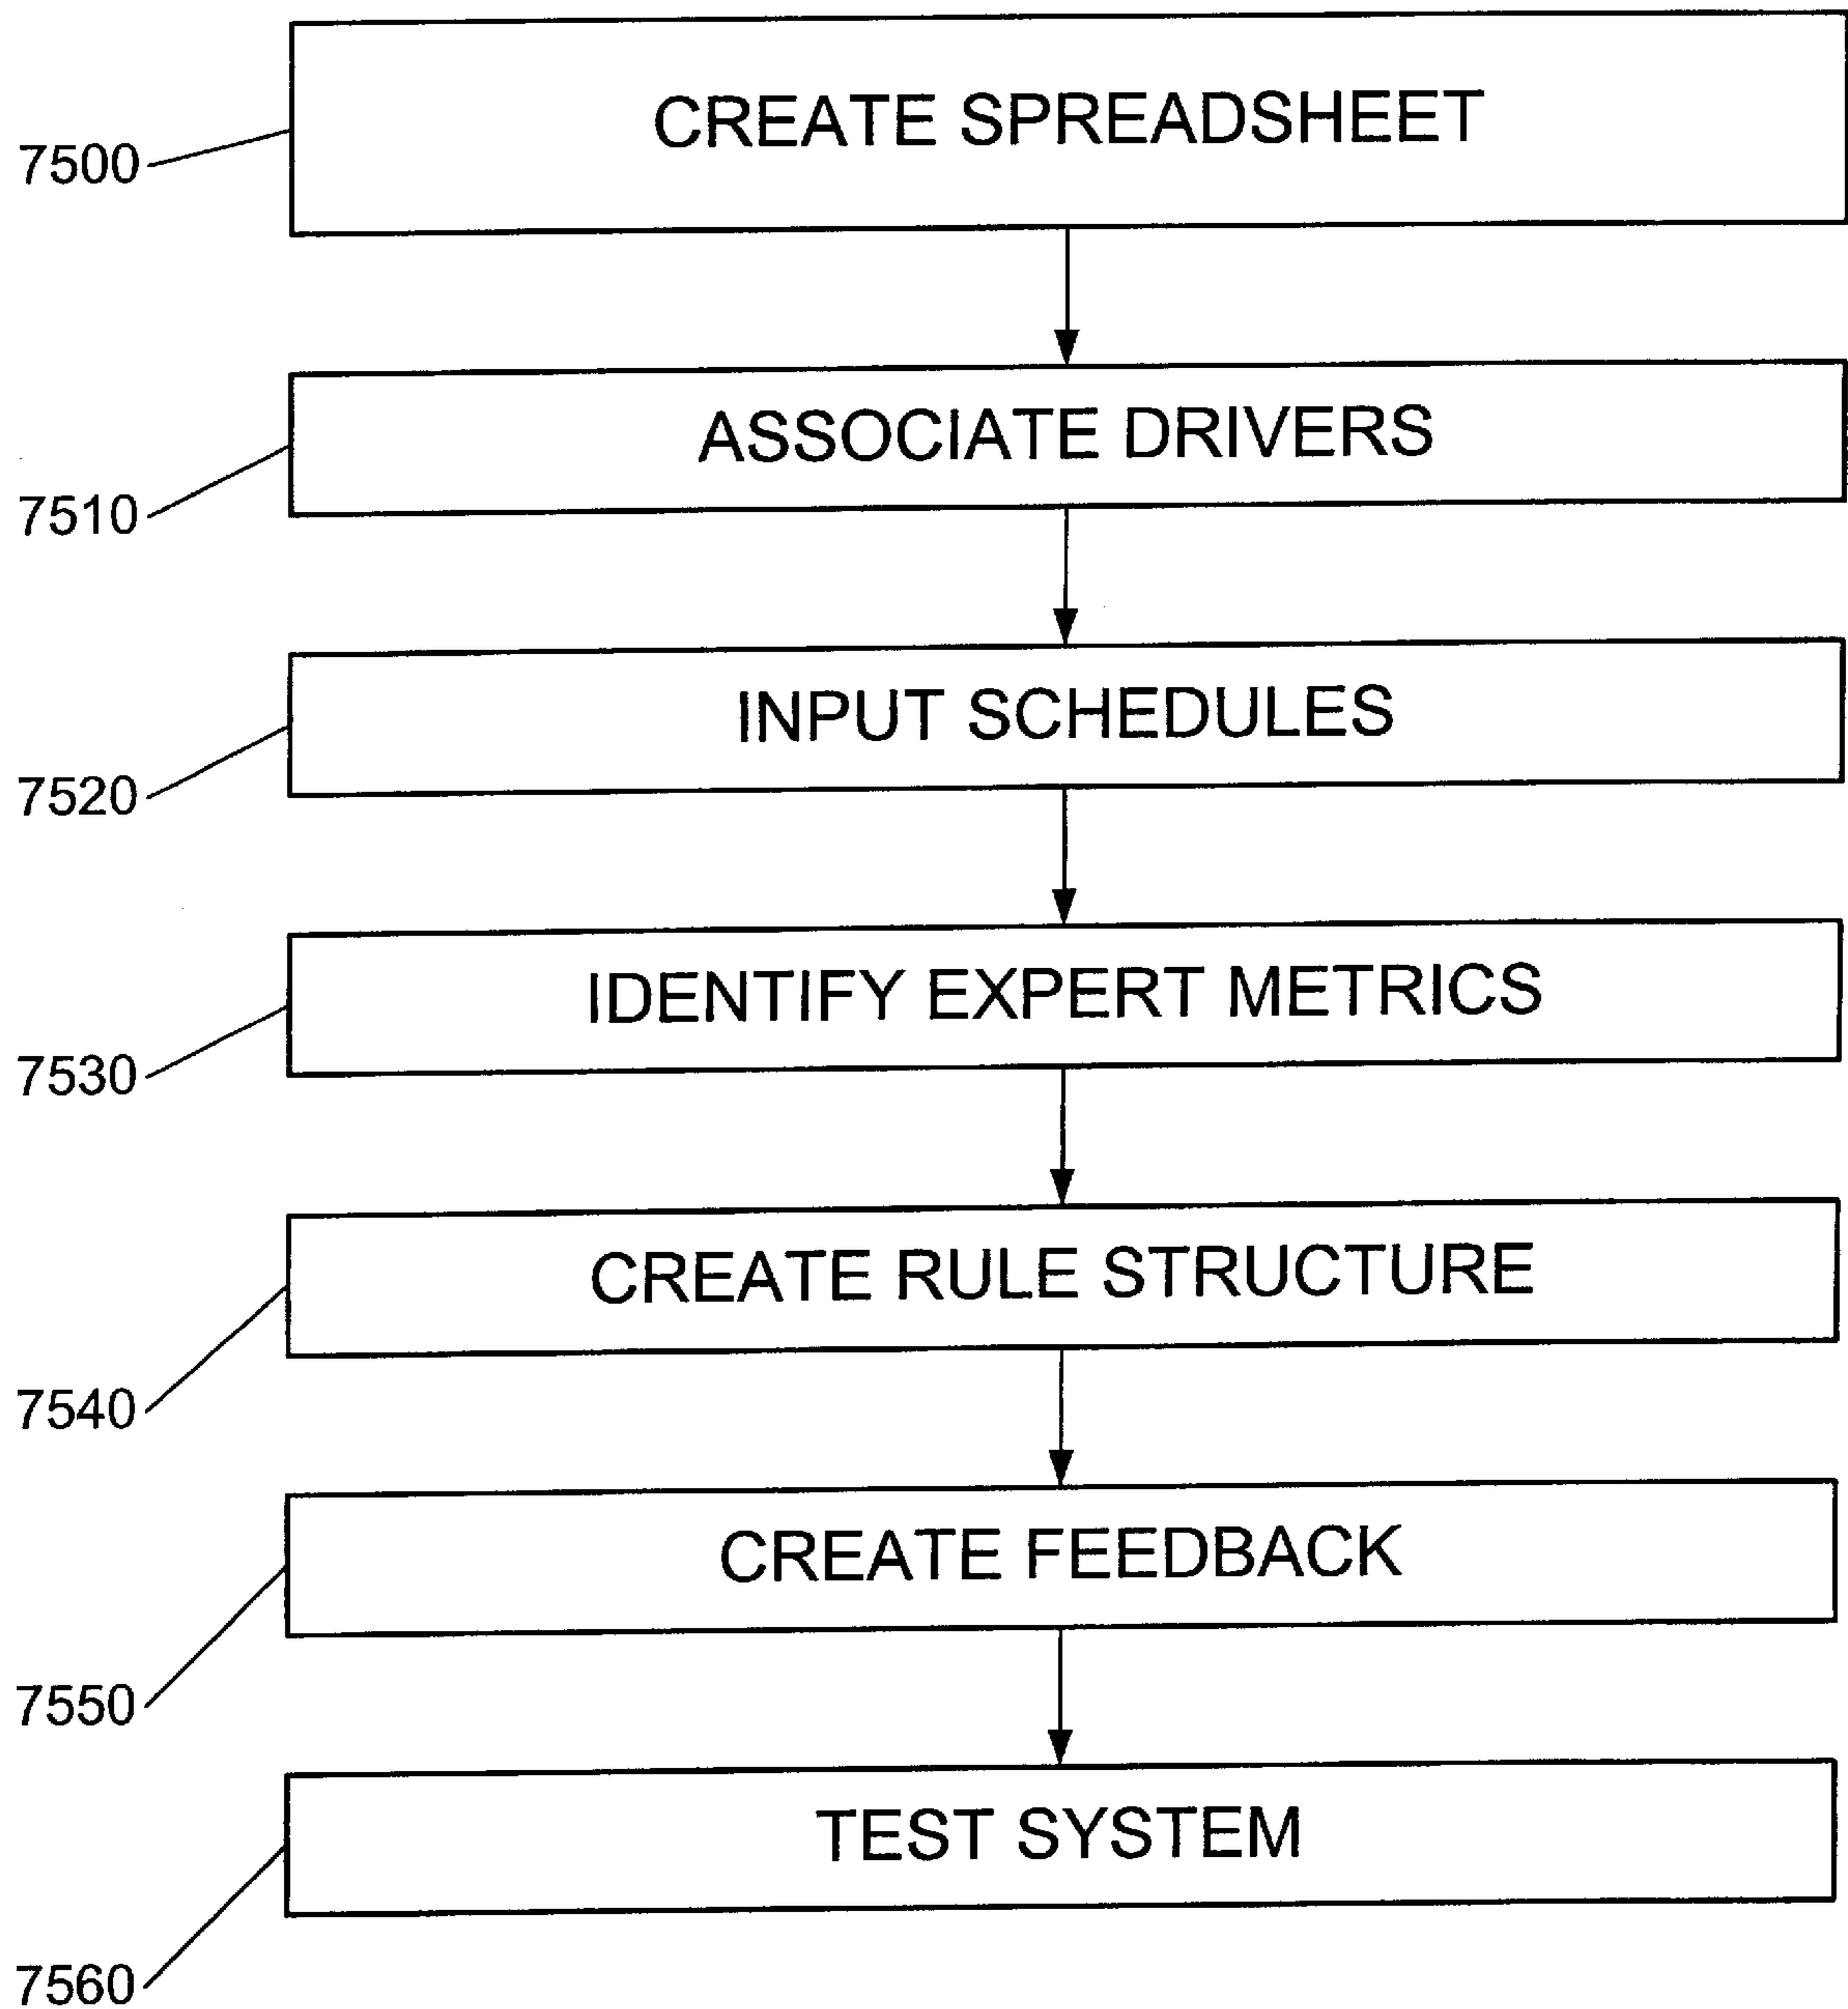 CREATE SPREADSHEET
7500
ASSOCIATE DRIVERS
7510
INPUT SCHEDULES
7520
IDENTIFY EXPERT METRICS
7530
CREATE RULE STRUCTURE
7540
CREATE FEEDBACK
7550
TEST SYSTEM
7560